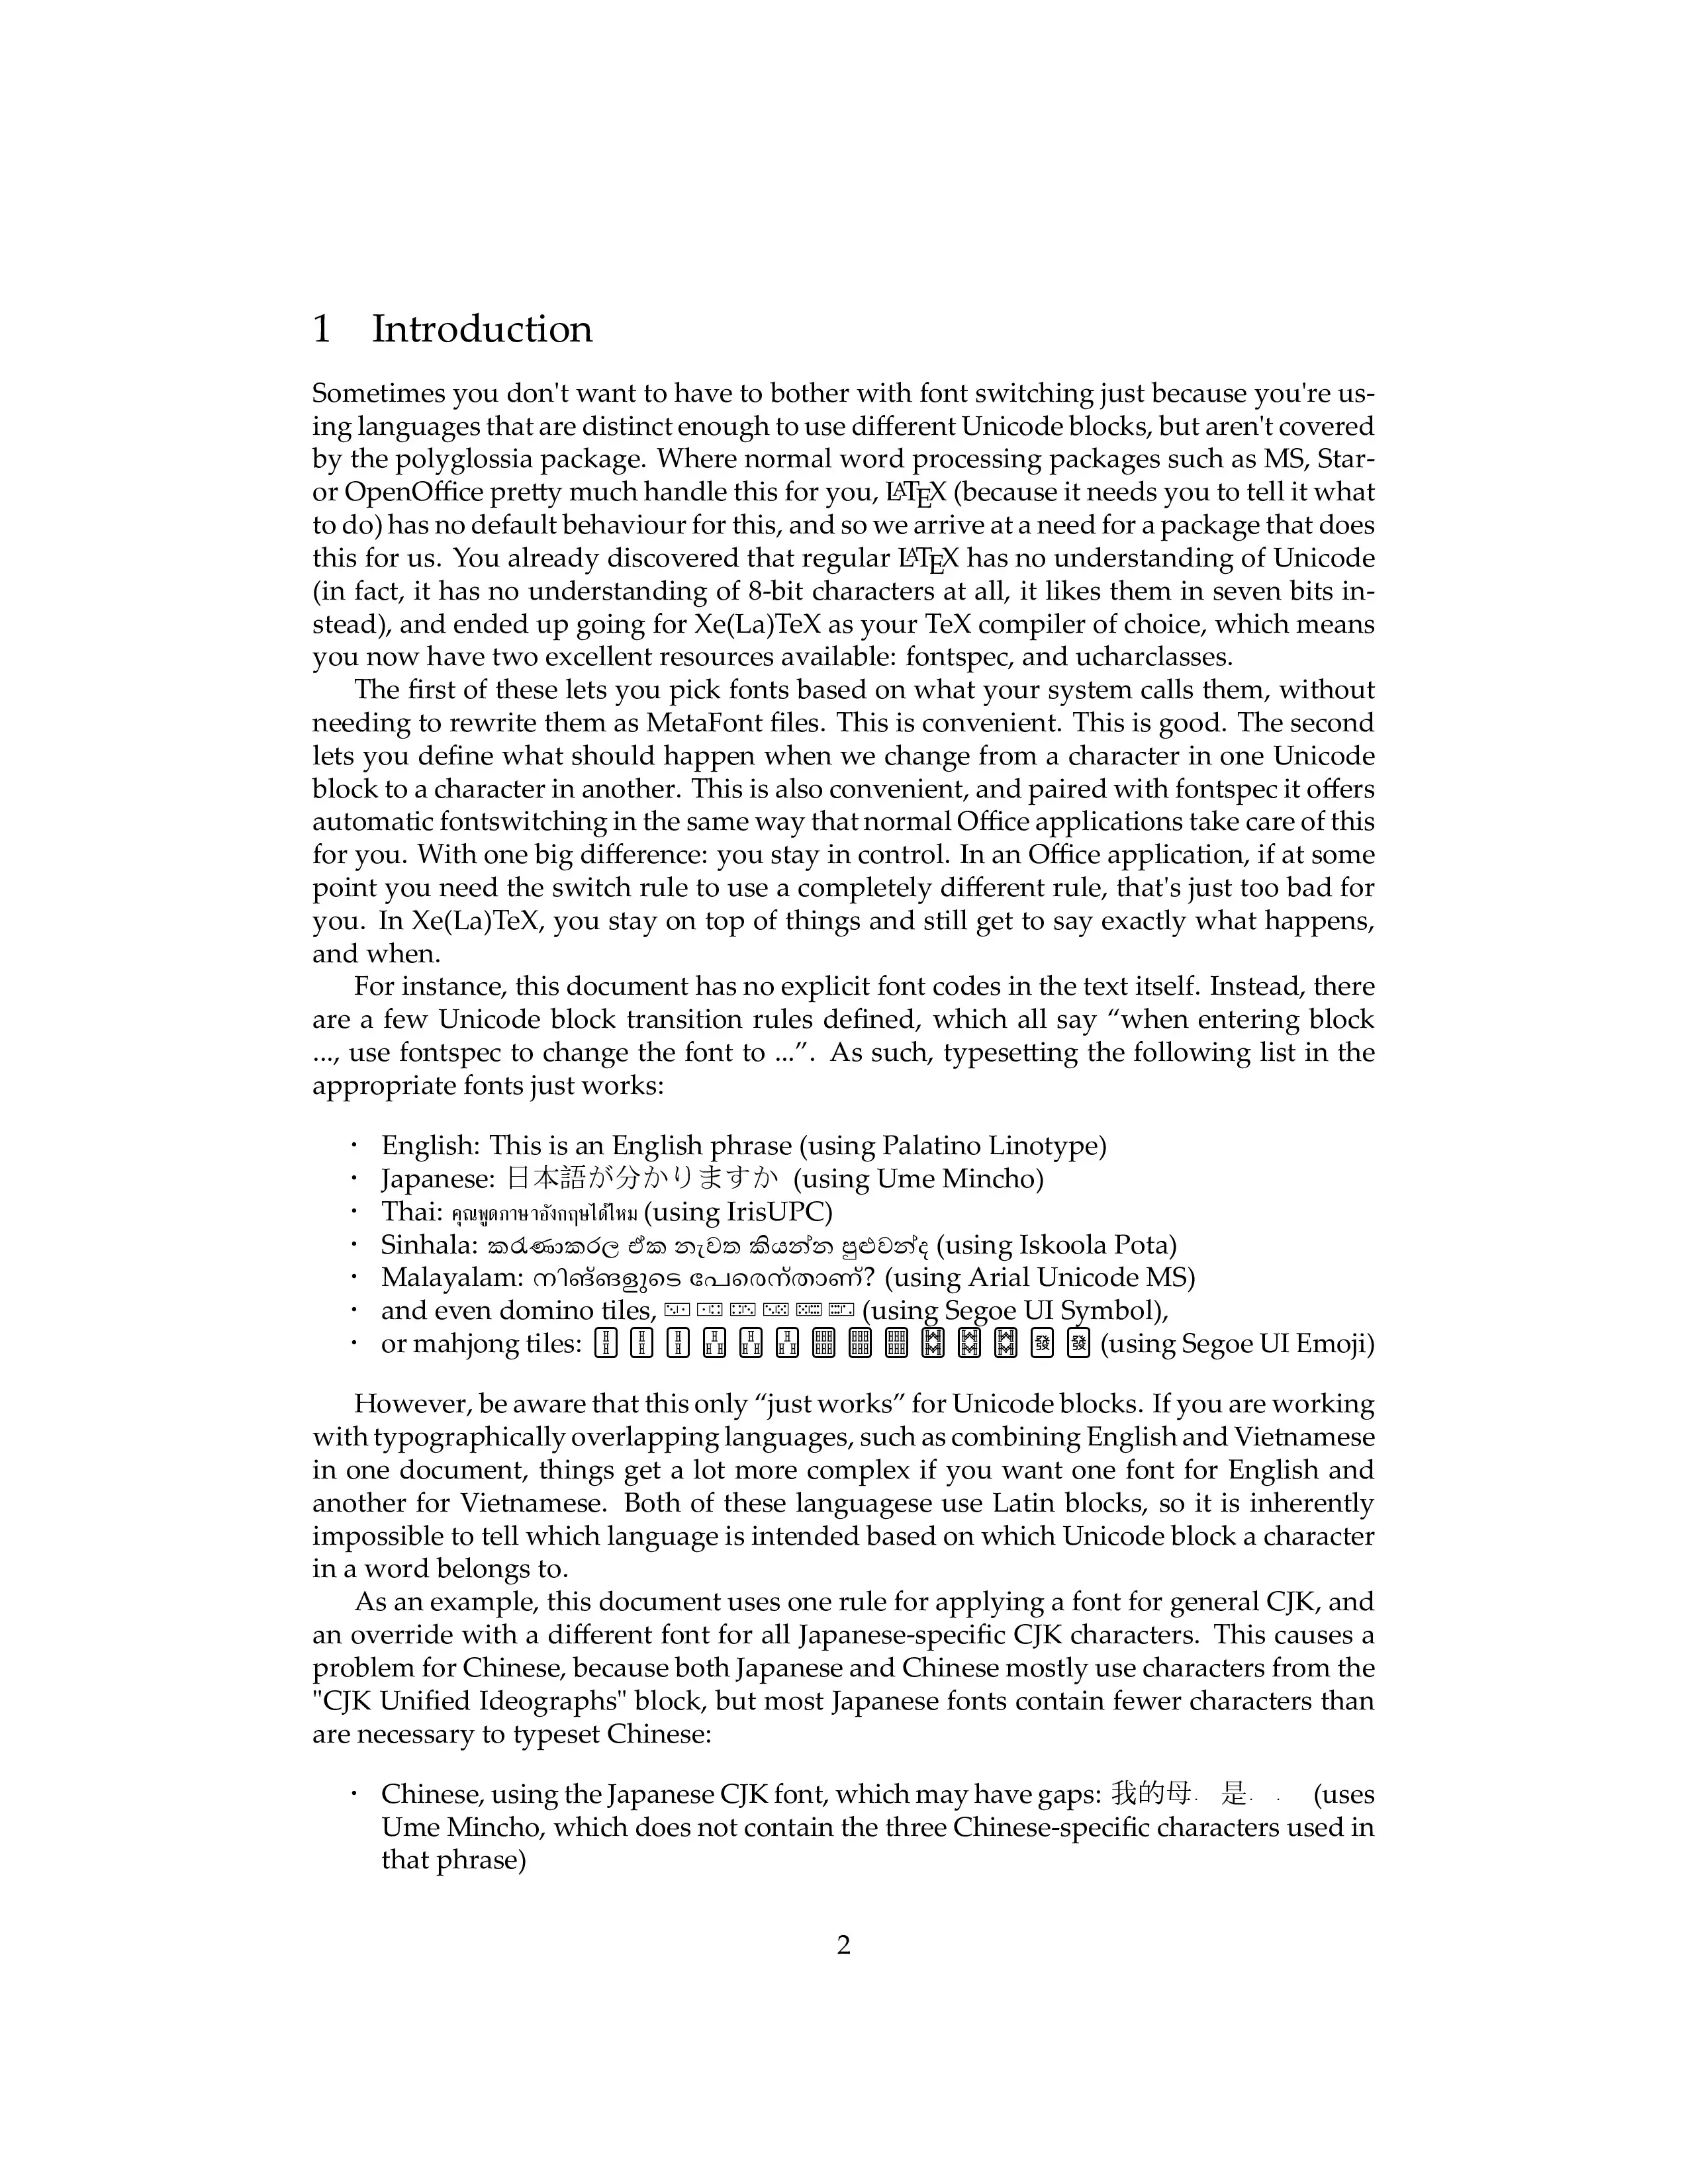 1 Introduction
Sometimes you don't want to have to bother with font switching just because you're us-
ing languages that are distinct enough to use different Unicode blocks, but aren't covered
by the polyglossia package. Where normal word processing packages such as MS, Star-
or OpenOffice pretty much handle this for you, LATEX (because it needs you to tell it what
to do) has no default behaviour for this, and so we arrive at a need for a package that does
this for us. You already discovered that regular LATEX has no understanding of Unicode
(in fact, it has no understanding of 8-bit characters at all, it likes them in seven bits in-
stead), and ended up going for Xe(La)TeX as your TeX compiler of choice, which means
you now have two excellent resources available: fontspec, and ucharclasses.
The first of these lets you pick fonts based on what your system calls them, without
needing to rewrite them as MetaFont files. This is convenient. This is good. The second
lets you define what should happen when we change from a character in one Unicode
block to a character in another. This is also convenient, and paired with fontspec it offers
automatic fontswitching in the same way that normal Office applications take care of this
for you. With one big difference: you stay in control. In an Office application, if at some
point you need the switch rule to use a completely different rule, that's just too bad for
you. In Xe(La)TeX, you stay on top of things and still get to say exactly what happens,
and when.
For instance, this document has no explicit font codes in the text itself. Instead, there
are a few Unicode block transition rules defined, which all say “when entering block
..., use fontspec to change the font to ...”. As such, typesetting the following list in the
appropriate fonts just works:
· English: This is an English phrase (using Palatino Linotype)
· Japanese: 日本語が分かりますか (using Ume Mincho)
· Thai: คุณพูดภาษาอังกฤษได้ไหม (using IrisUPC)
· Sinhala: කරුණාකරල ඒක නැවත කියන්න පුළුවන්ද (using Iskoola Pota)
· Malayalam: നിങ്ങളുടെ പേരെന്താണ്? (using Arial Unicode MS)
· and even domino tiles, (using Segoe UI Symbol),
· or mahjong tiles: 🀑 🀑 🀑 🀒 🀒 🀒 🀘 🀘 🀘 🀗 🀗 🀗 🀅 🀅 (using Segoe UI Emoji)
However, be aware that this only “just works” for Unicode blocks. If you are working
with typographically overlapping languages, such as combining English and Vietnamese
in one document, things get a lot more complex if you want one font for English and
another for Vietnamese. Both of these languagese use Latin blocks, so it is inherently
impossible to tell which language is intended based on which Unicode block a character
in a word belongs to.
As an example, this document uses one rule for applying a font for general CJK, and
an override with a different font for all Japanese-specific CJK characters. This causes a
problem for Chinese, because both Japanese and Chinese mostly use characters from the
"CJK Unified Ideographs" block, but most Japanese fonts contain fewer characters than
are necessary to typeset Chinese:
· Chinese, using the Japanese CJK font, which may have gaps: 我的母· 是· · (uses
Ume Mincho, which does not contain the three Chinese-specific characters used in
that phrase)
2